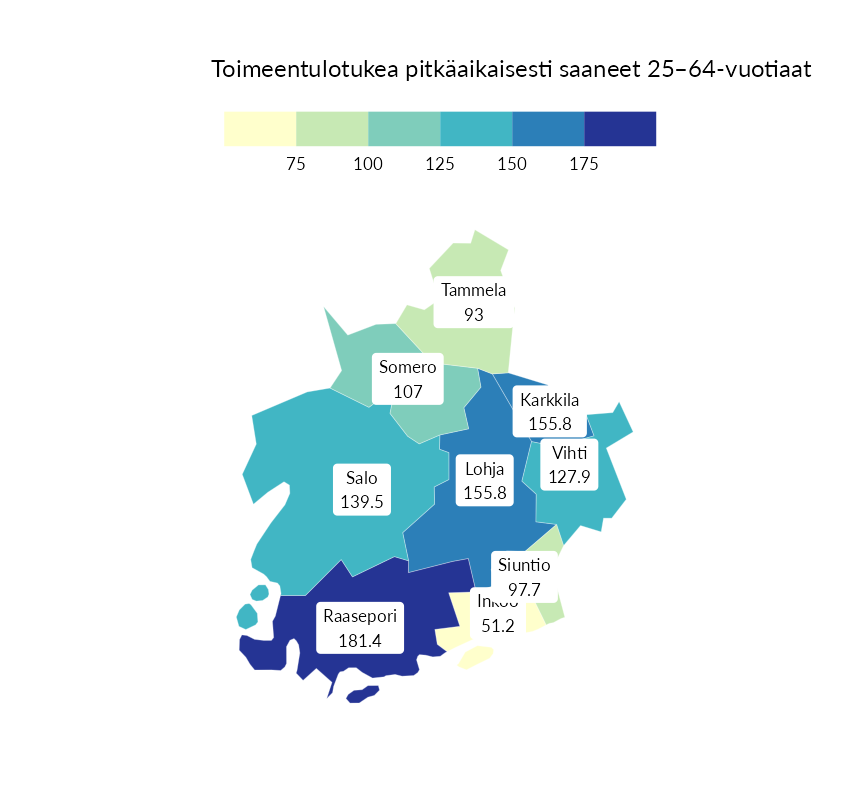 Toimeentulotukea pitkäaikaisesti saaneet 25–64-vuotiaat
75 100 125 150 175
Tammela
93
Somero
107
Karkkila
155.8
Vihti
127.9
Lohja
155.8
Salo
139.5
Siuntio
97.7
Inkoo
51.2
Raasepori
181.4